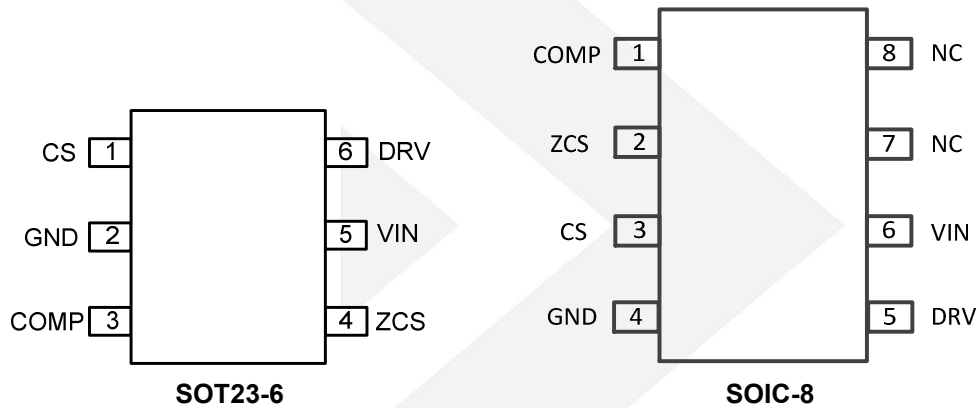 CS 1 6 DRV
GND 2 5 VIN
COMP 3 4 ZCS
SOT23-6
COMP 1 8 NC
ZCS 2 7 NC
CS 3 6 VIN
GND 4 5 DRV
SOIC-8